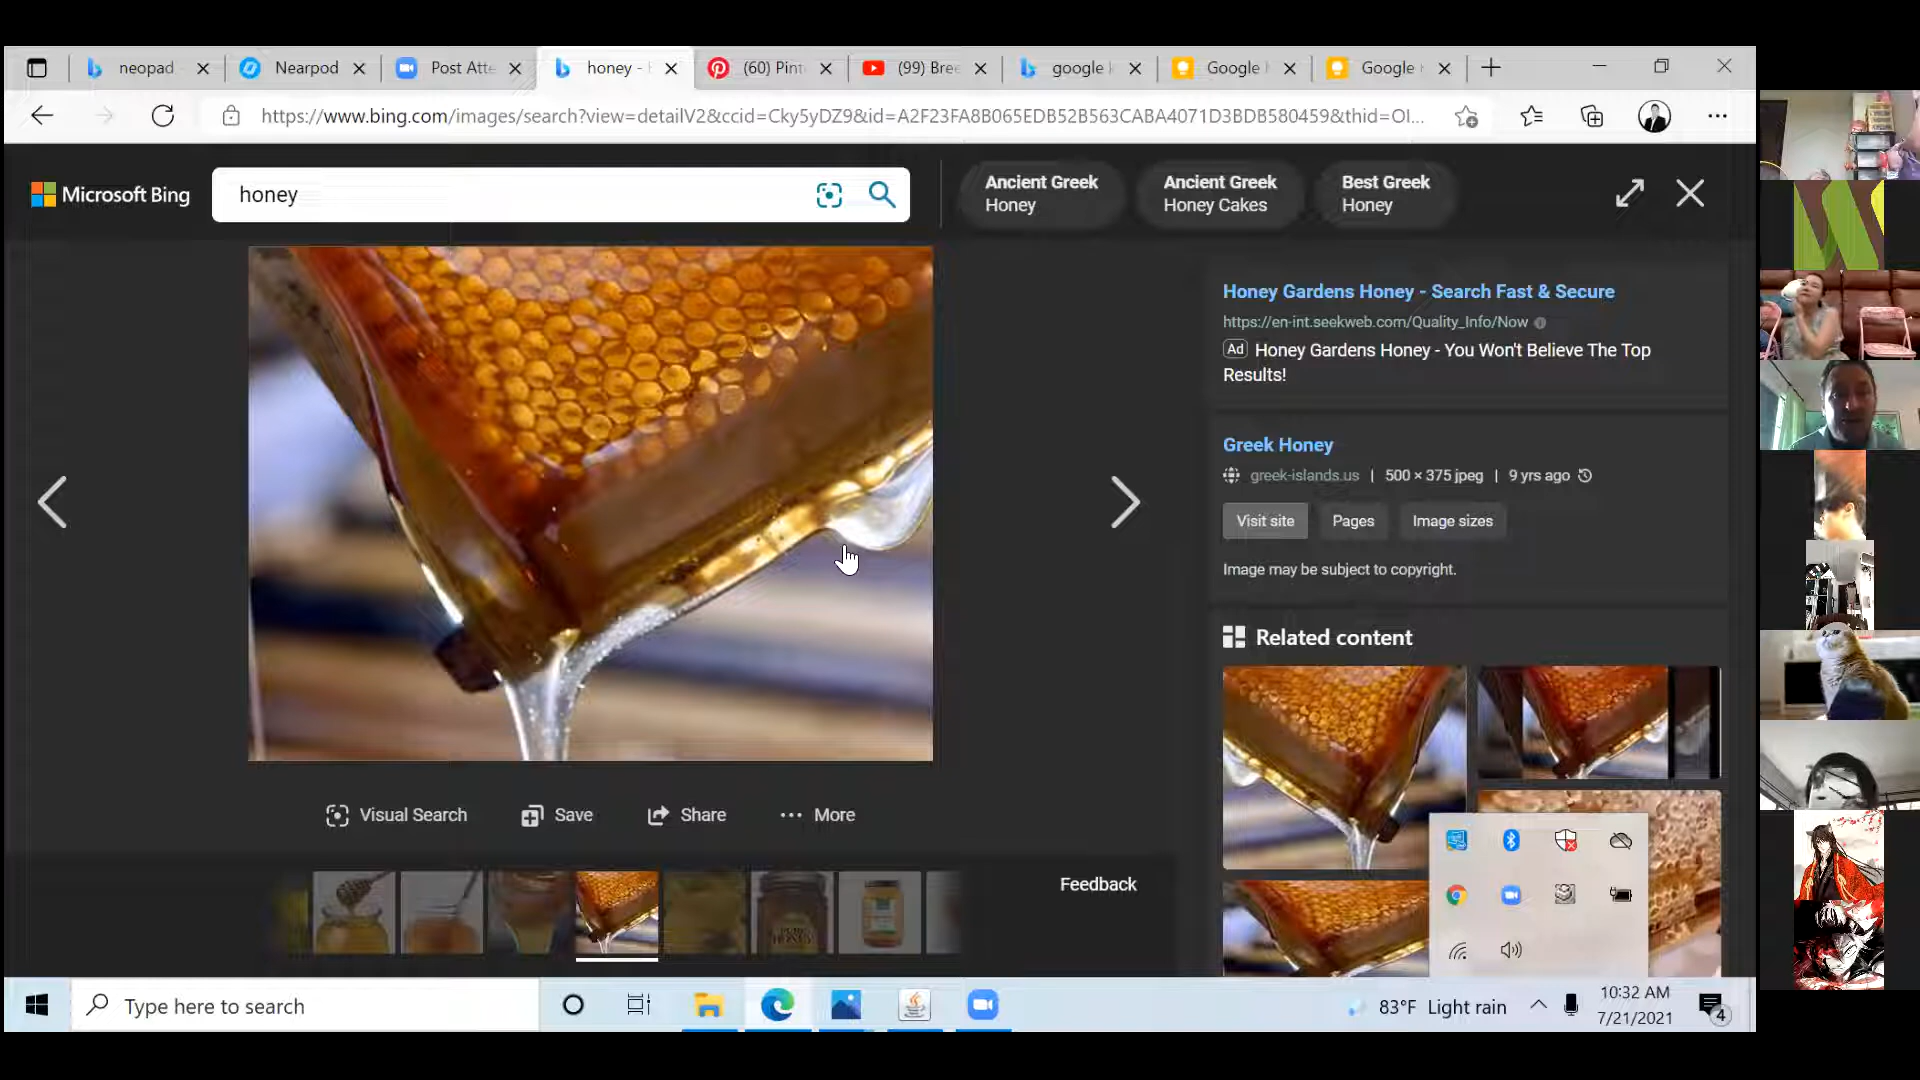 neopad
Nearpod
Post Atte
honey -
(60) Pint
(99) Bree
google
Google
Google
https://www.bing.com/images/search?view=detailV2&ccid=Cky5yDZ9&id=A2F23FA8B065EDB52B563CABA4071D3BDB580459&thid=OI...
Microsoft Bing
honey
Ancient Greek
Honey
Ancient Greek
Honey Cakes
Best Greek
Honey
Honey Gardens Honey - Search Fast & Secure
https://en-int.seekweb.com/Quality_Info/Now
Ad Honey Gardens Honey - You Won't Believe The Top
Results!
Greek Honey
greek-islands.us | 500 × 375 jpeg | 9 yrs ago
Visit site
Pages
Image sizes
Image may be subject to copyright.
Related content
Visual Search
Save
Share
More
HONEY
Feedback
Type here to search
83°F Light rain
10:32 AM
7/21/2021
4